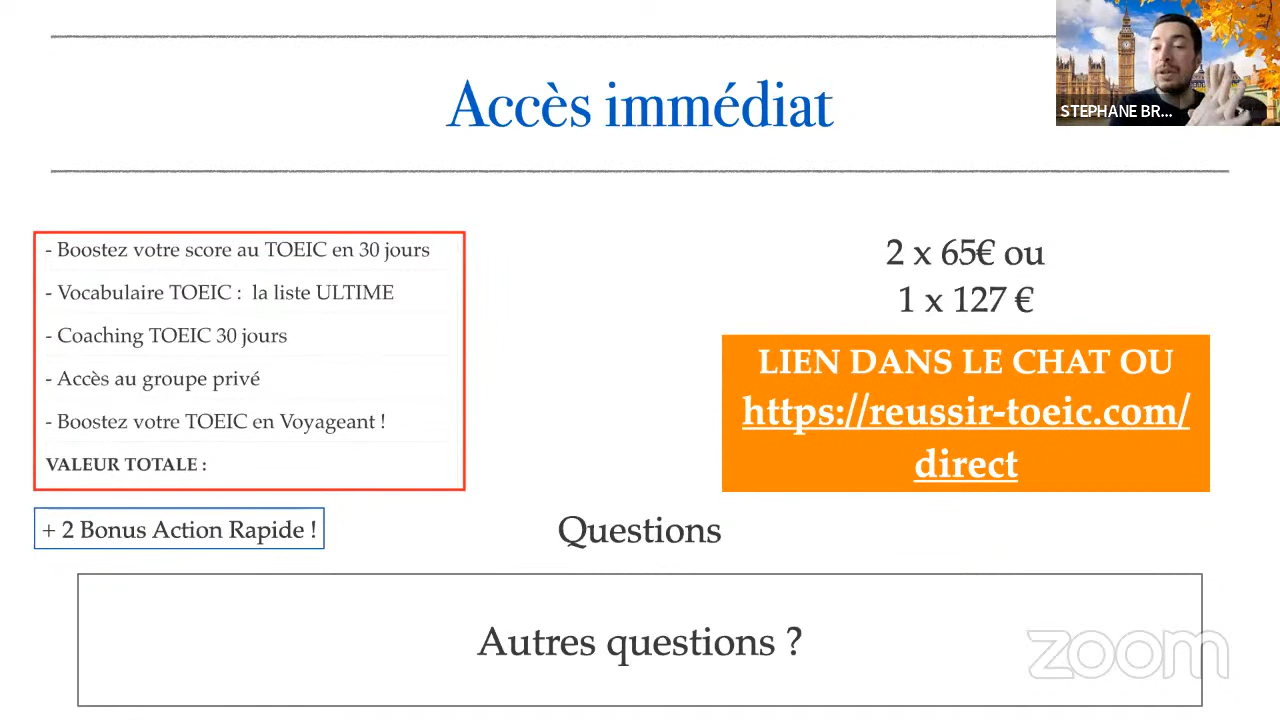 Accès immédiat
STEPHANE BR...
- Boostez votre score au TOEIC en 30 jours
- Vocabulaire TOEIC : la liste ULTIME
- Coaching TOEIC 30 jours
- Accès au groupe privé
- Boostez votre TOEIC en Voyageant !
VALEUR TOTALE :
+ 2 Bonus Action Rapide !
2 x 65€ ou
1 x 127 €
LIEN DANS LE CHAT OU
https://reussir-toeic.com/
direct
Questions
Autres questions ?
zoom